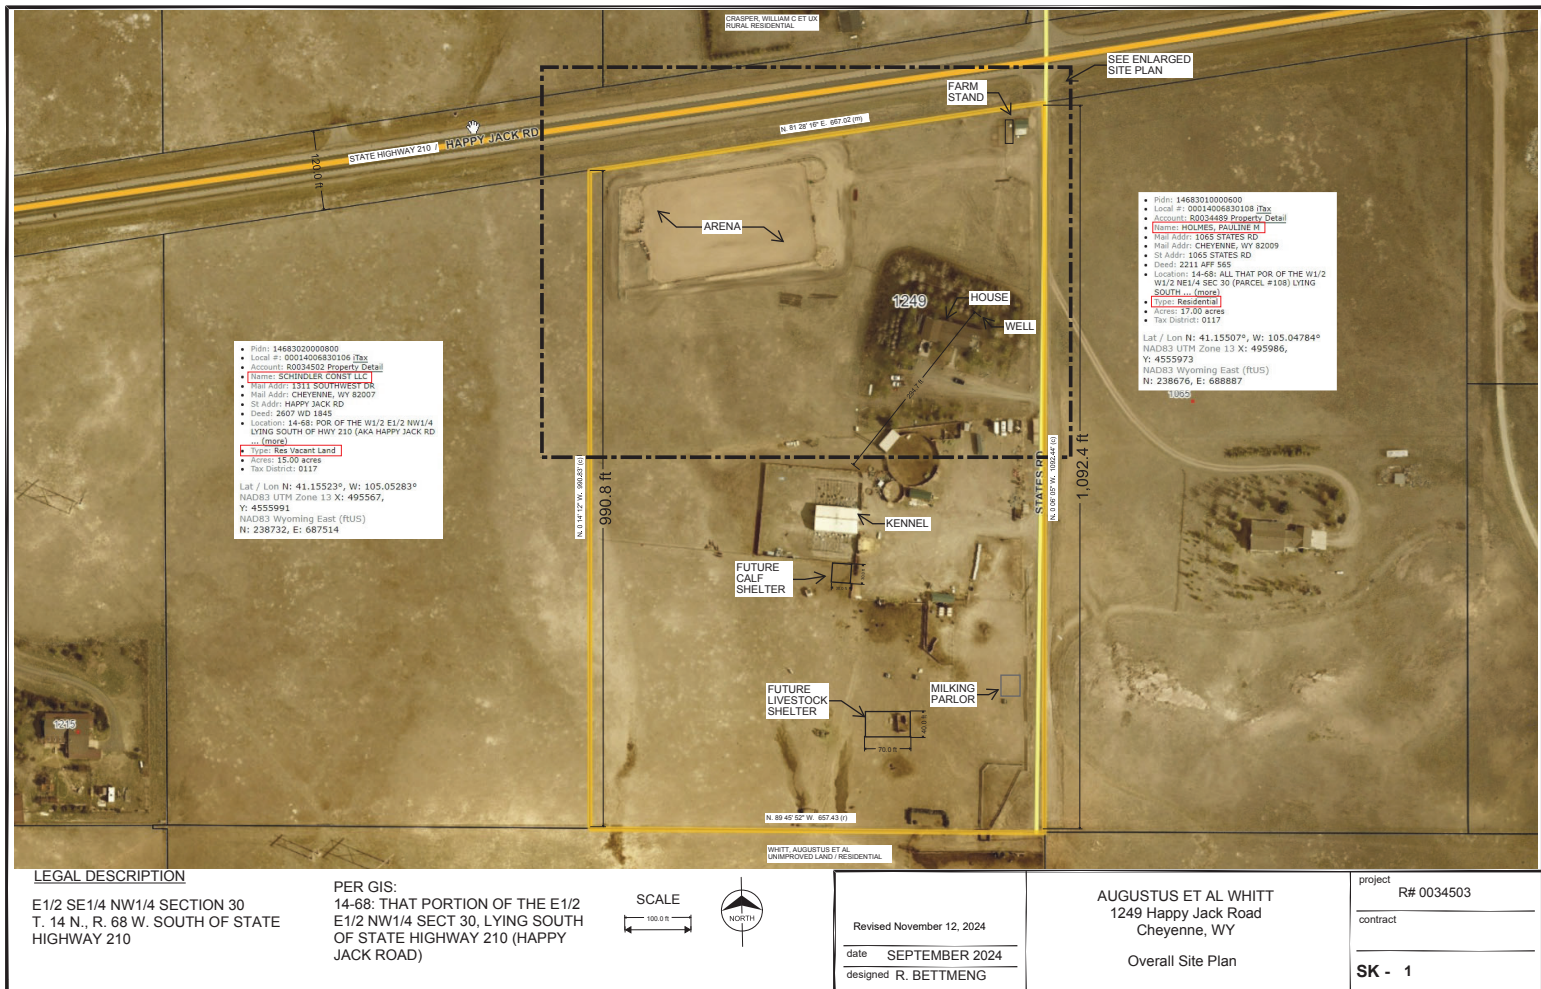 CRASPER, WILLIAM C ET UX
RURAL RESIDENTIAL
SEE ENLARGED
SITE PLAN
FARM
STAND
N. 81 28' 16" E. 667.02 (m)
STATE HIGHWAY 210 / HAPPY JACK RD
120.0 ft
ARENA
1249
HOUSE
WELL
• Pidn: 14683010000600
• Local #: 00014006830108 iTax
• Account: R0034489 Property Detail
• Name: HOLMES, PAULINE M
• Mail Addr: 1065 STATES RD
• Mail Addr: CHEYENNE, WY 82009
• St Addr: 1065 STATES RD
• Deed: 2211 AFF 565
• Location: 14-68: ALL THAT POR OF THE W1/2
W1/2 NE1/4 SEC 30 (PARCEL #108) LYING
SOUTH ... (more)
• Type: Residential
• Acres: 17.00 acres
• Tax District: 0117
Lat / Lon N: 41.15507°, W: 105.04784°
NAD83 UTM Zone 13 X: 495986,
Y: 4555973
NAD83 Wyoming East (ftUS)
N: 238676, E: 688887
1065
• Pidn: 14683020000800
• Local #: 00014006830106 iTax
• Account: R0034502 Property Detail
• Name: SCHINDLER CONST LLC
• Mail Addr: 1311 SOUTHWEST DR
• Mail Addr: CHEYENNE, WY 82007
• St Addr: HAPPY JACK RD
• Deed: 2607 WD 1845
• Location: 14-68: POR OF THE W1/2 E1/2 NW1/4
LYING SOUTH OF HWY 210 (AKA HAPPY JACK RD
... (more)
• Type: Res Vacant Land
• Acres: 15.00 acres
• Tax District: 0117
Lat / Lon N: 41.15523°, W: 105.05283°
NAD83 UTM Zone 13 X: 495567,
Y: 4555991
NAD83 Wyoming East (ftUS)
N: 238732, E: 687514
N. 0 14' 12" W. 990.83' (c)
990.8 ft
STATES RD
N. 0 06' 05" W. 1092.44' (c)
1,092.4 ft
KENNEL
FUTURE
CALF
SHELTER
FUTURE
LIVESTOCK
SHELTER
MILKING
PARLOR
40.0 ft
70.0 ft
1215
N. 89 45' 52" W. 657.43 (r)
WHITT, AUGUSTUS ET AL
UNIMPROVED LAND / RESIDENTIAL
LEGAL DESCRIPTION
E1/2 SE1/4 NW1/4 SECTION 30
T. 14 N., R. 68 W. SOUTH OF STATE
HIGHWAY 210
PER GIS:
14-68: THAT PORTION OF THE E1/2
E1/2 NW1/4 SECT 30, LYING SOUTH
OF STATE HIGHWAY 210 (HAPPY
JACK ROAD)
SCALE
100.0 ft
NORTH
Revised November 12, 2024
date SEPTEMBER 2024
designed R. BETTMENG
AUGUSTUS ET AL WHITT
1249 Happy Jack Road
Cheyenne, WY
Overall Site Plan
project
R# 0034503
contract
SK - 1